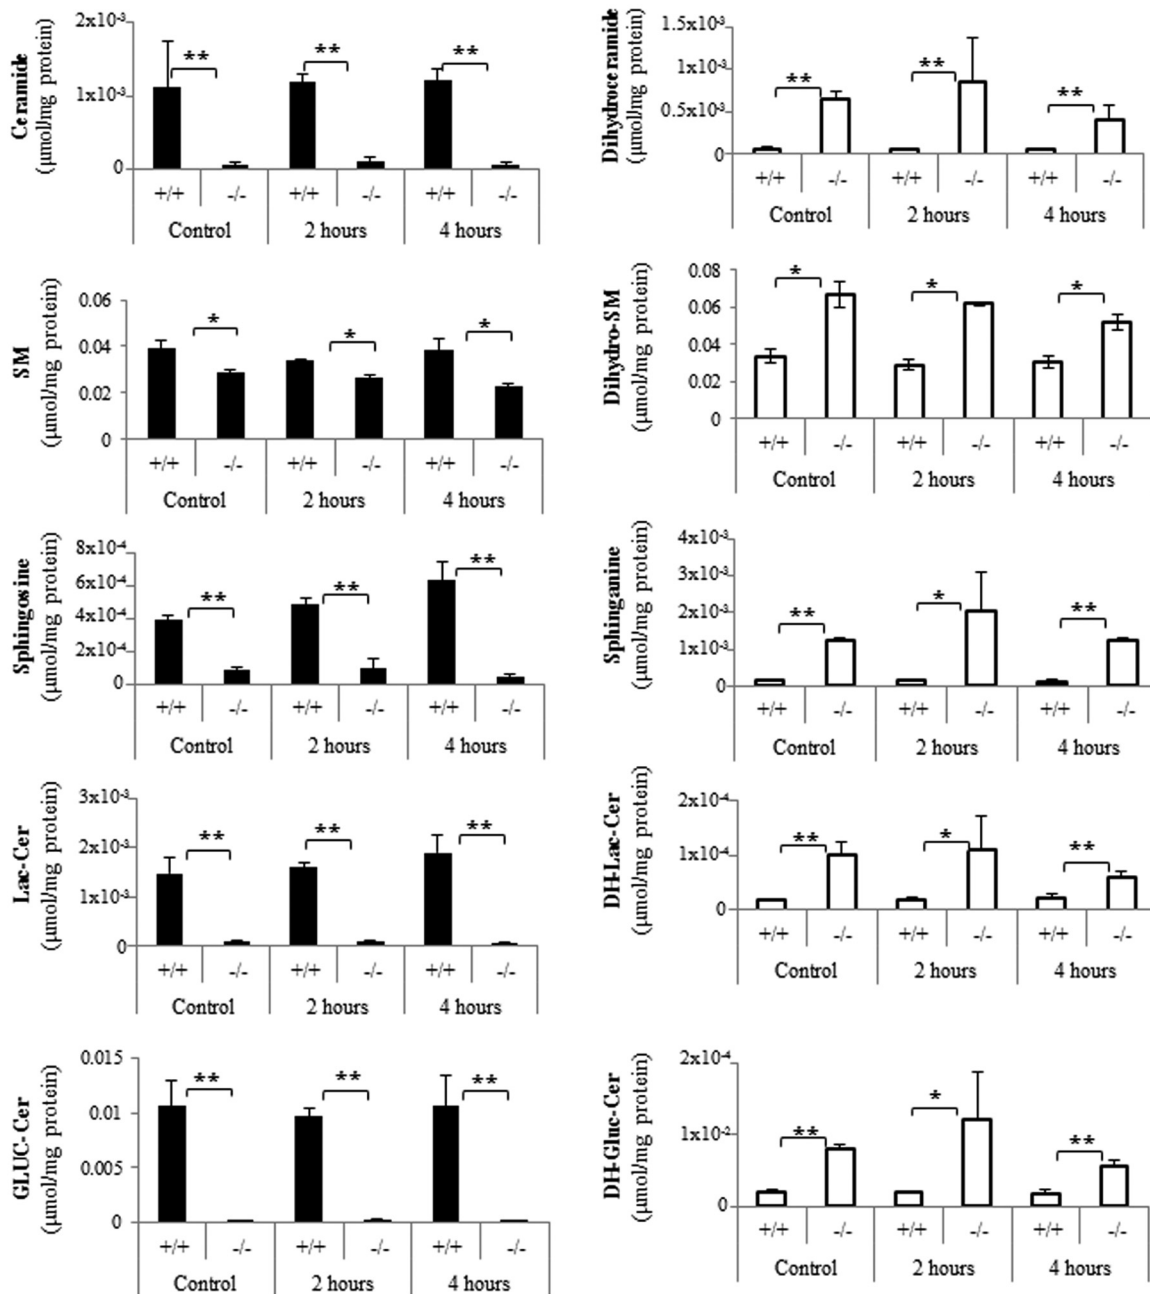 Ceramide
(μmol/mg protein)
2x10⁻³
1x10⁻³
0
** ** **
+/+ -/- +/+ -/- +/+ -/-
Control 2 hours 4 hours
Dihydroceramide
(μmol/mg protein)
1.5x10⁻³
1x10⁻³
0.5x10⁻³
0
** ** **
+/+ -/- +/+ -/- +/+ -/-
Control 2 hours 4 hours
SM
(μmol/mg protein)
0.06
0.04
0.02
0
* * *
+/+ -/- +/+ -/- +/+ -/-
Control 2 hours 4 hours
Dihydro-SM
(μmol/mg protein)
0.08
0.06
0.04
0.02
0
* * *
+/+ -/- +/+ -/- +/+ -/-
Control 2 hours 4 hours
Sphingosine
(μmol/mg protein)
8x10⁻⁴
6x10⁻⁴
4x10⁻⁴
2x10⁻⁴
0
** ** **
+/+ -/- +/+ -/- +/+ -/-
Control 2 hours 4 hours
Sphinganine
(μmol/mg protein)
4x10⁻³
3x10⁻³
2x10⁻³
1x10⁻³
0
** * **
+/+ -/- +/+ -/- +/+ -/-
Control 2 hours 4 hours
Lac-Cer
(μmol/mg protein)
3x10⁻³
2x10⁻³
1x10⁻³
0
** ** **
+/+ -/- +/+ -/- +/+ -/-
Control 2 hours 4 hours
DH-Lac-Cer
(μmol/mg protein)
2x10⁻⁴
1x10⁻⁴
0
** * **
+/+ -/- +/+ -/- +/+ -/-
Control 2 hours 4 hours
GLUC-Cer
(μmol/mg protein)
0.015
0.01
0.005
0
** ** **
+/+ -/- +/+ -/- +/+ -/-
Control 2 hours 4 hours
DH-Gluc-Cer
(μmol/mg protein)
2x10⁻⁴
1x10⁻²
0
** * **
+/+ -/- +/+ -/- +/+ -/-
Control 2 hours 4 hours